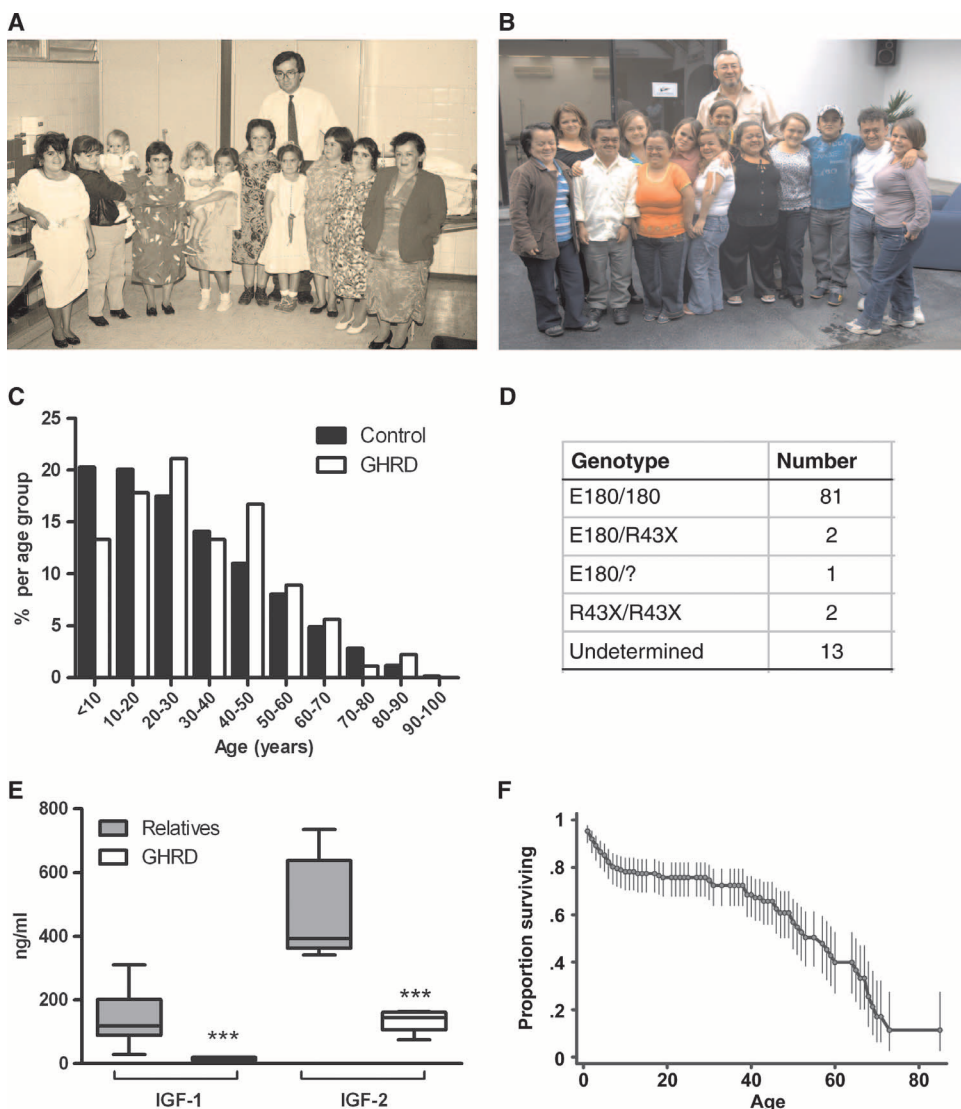 A
B
C
25
20
15
10
5
0
% per age group
Control
GHRD
<10
10-20
20-30
30-40
40-50
50-60
60-70
70-80
80-90
90-100
Age (years)
D
Genotype Number
E180/180 81
E180/R43X 2
E180/? 1
R43X/R43X 2
Undetermined 13
E
800
600
400
200
0
ng/ml
Relatives
GHRD
***
***
IGF-1 IGF-2
F
1
.8
.6
.4
.2
0
Proportion surviving
0 20 40 60 80
Age